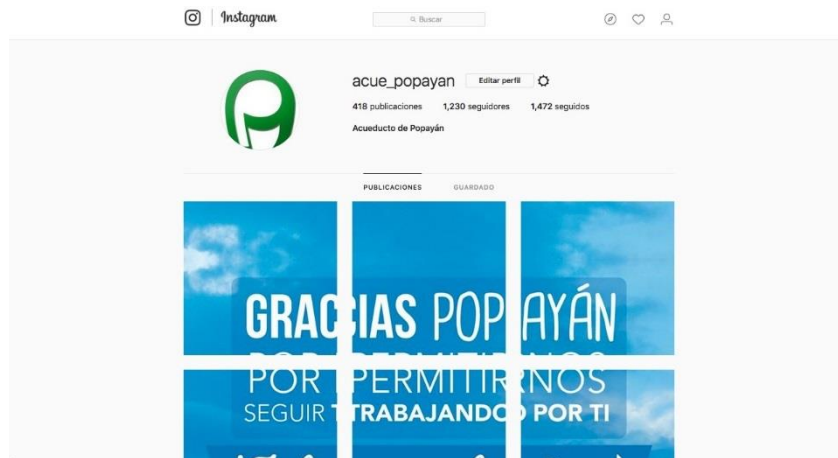 Instagram
Buscar
acue_popayan Editar perfil
418 publicaciones 1,230 seguidores 1,472 seguidos
Acueducto de Popayán
PUBLICACIONES GUARDADO
GRACIAS POPAYÁN
POR PERMITIRNOS
SEGUIR TRABAJANDO POR TI